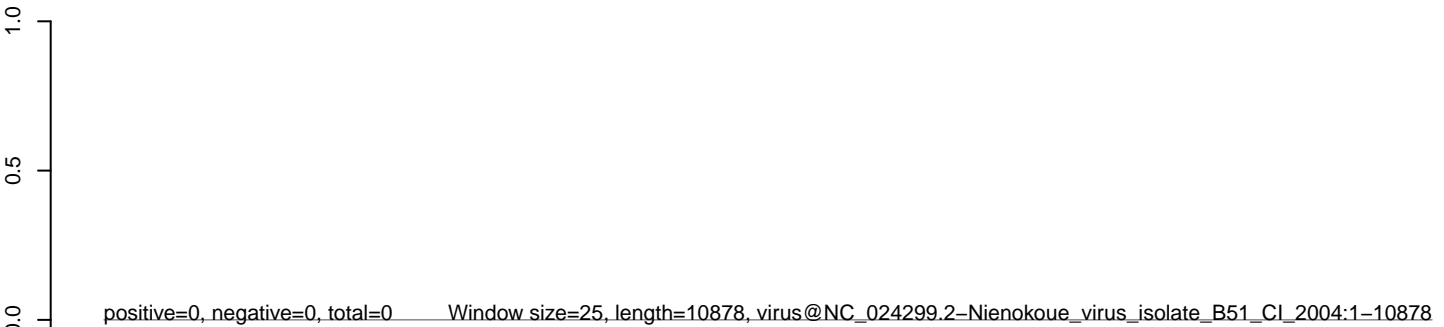 1.0
0.5
0.0
positive=0, negative=0, total=0 Window size=25, length=10878, virus@NC_024299.2−Nienokoue_virus_isolate_B51_CI_2004:1−10878